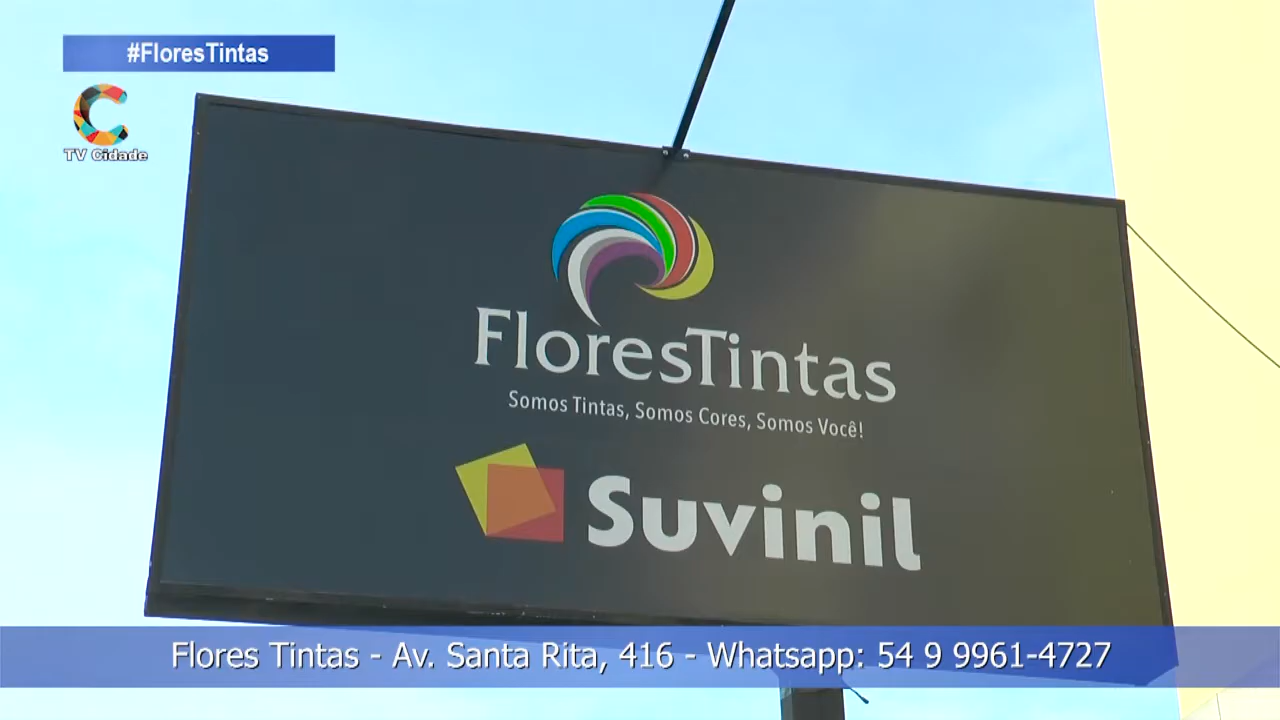 #FloresTintas
TV Cidade
FloresTintas
Somos Tintas, Somos Cores, Somos Você!
Suvinil
Flores Tintas - Av. Santa Rita, 416 - Whatsapp: 54 9 9961-4727